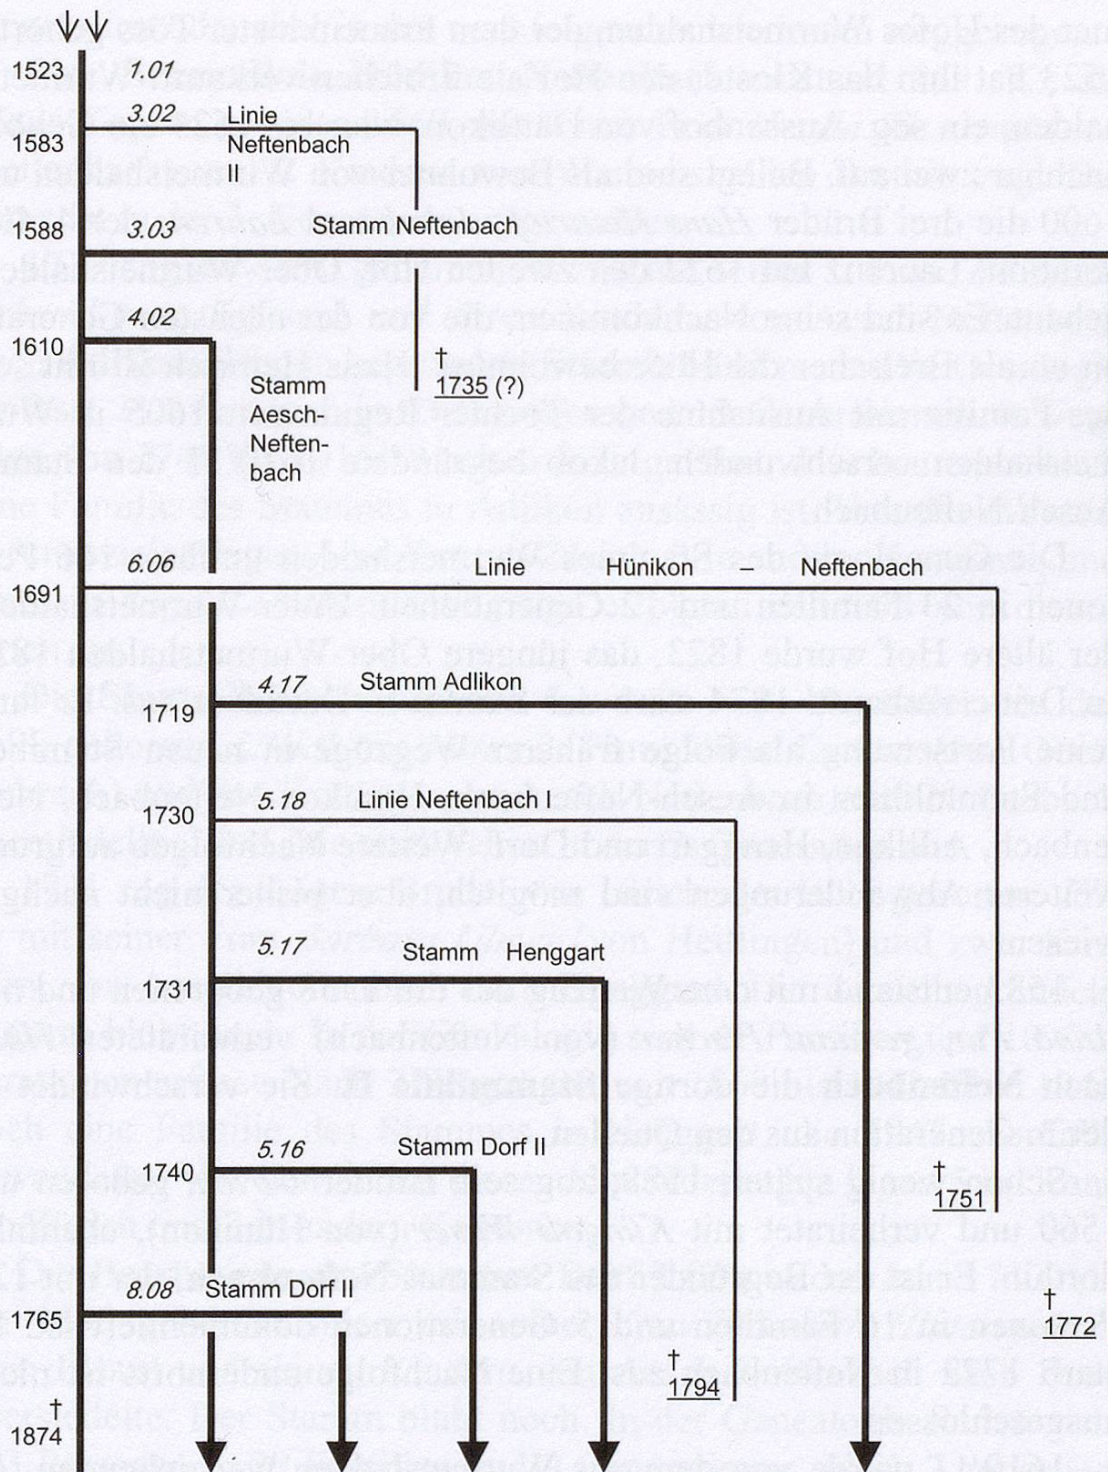 1523 1.01
3.02 Linie
1583 Neftenbach
II
1588 3.03 Stamm Neftenbach
4.02
1610
†
1735 (?)
Stamm
Aesch-
Neften-
bach
6.06 Linie Hünikon – Neftenbach
1691
4.17 Stamm Adlikon
1719
5.18 Linie Neftenbach I
1730
5.17 Stamm Henggart
1731
5.16 Stamm Dorf II
1740
†
1751
8.08 Stamm Dorf II
1765
†
1772
†
1794
†
1874